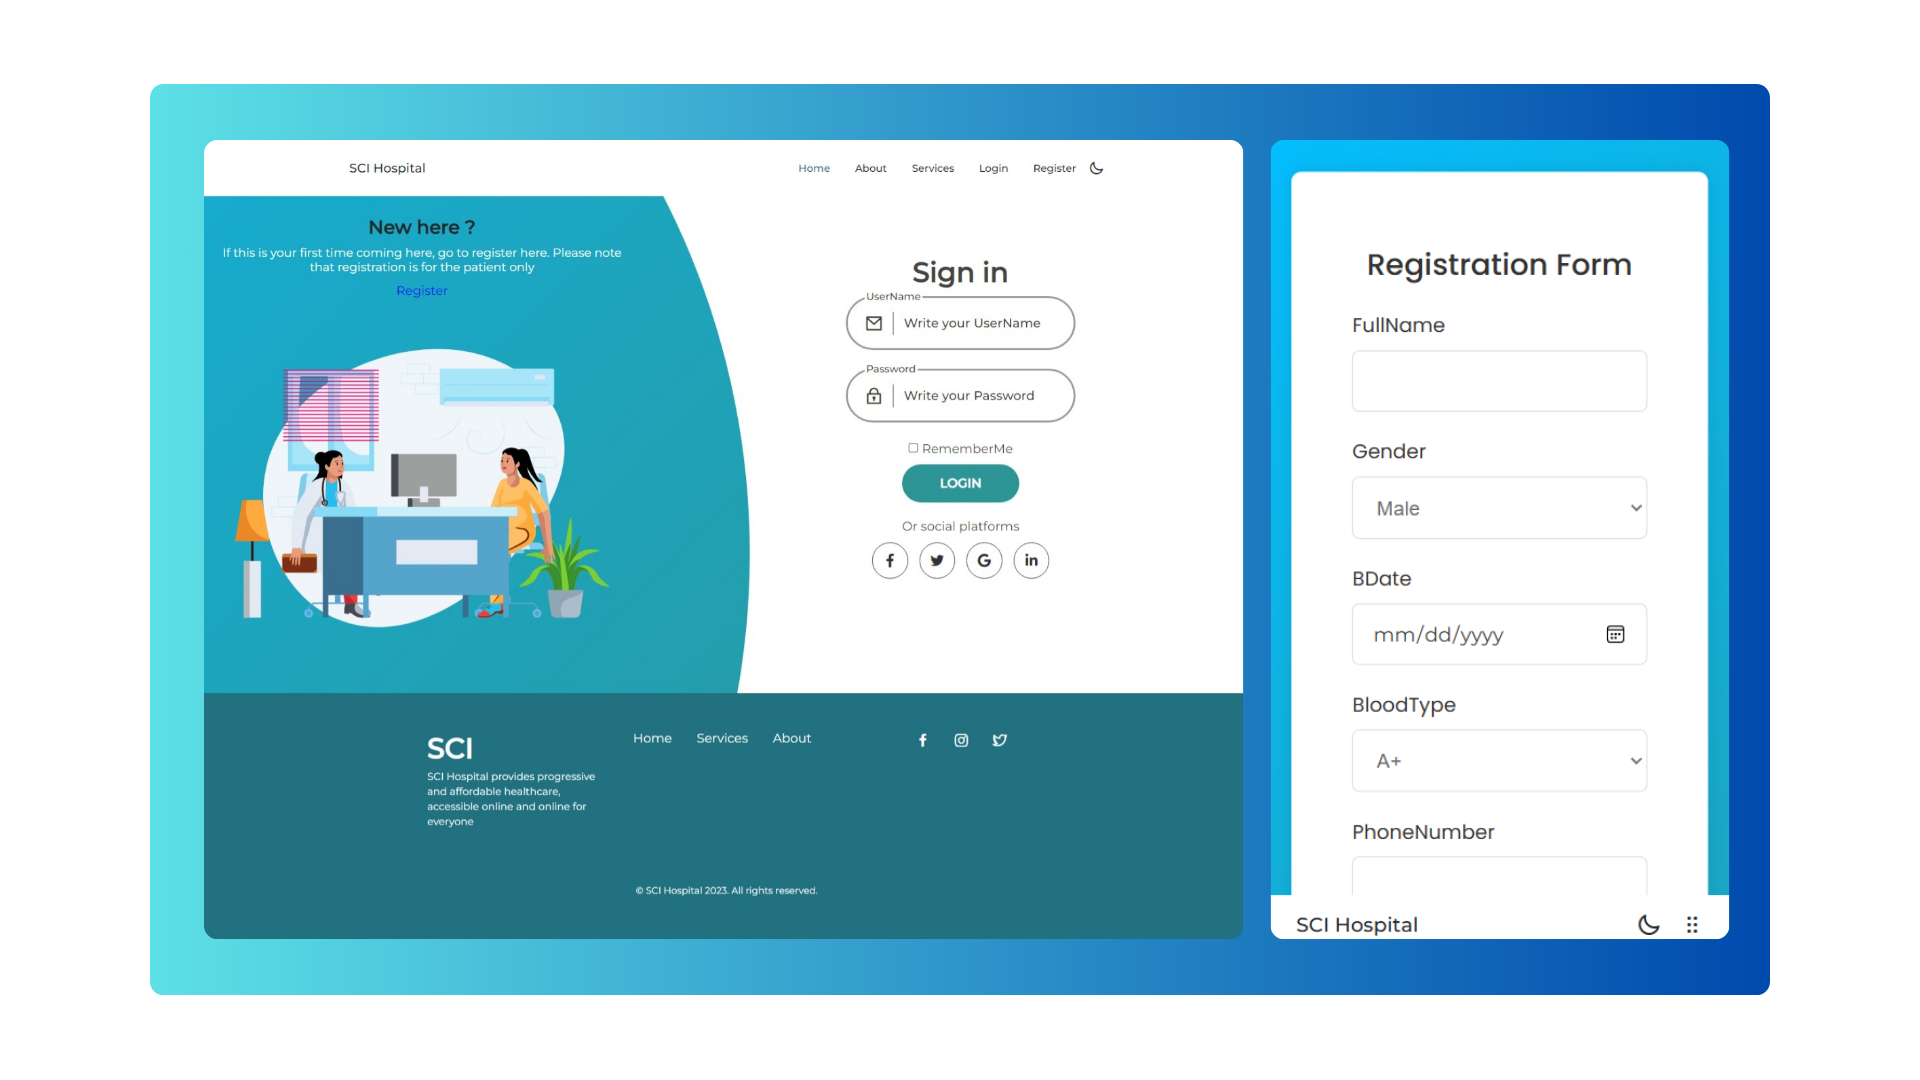 SCI Hospital
Home About Services Login Register
New here ?
If this is your first time coming here, go to register here. Please note
that registration is for the patient only
Register
Sign in
UserName
Write your UserName
Password
Write your Password
RememberMe
LOGIN
Or social platforms
SCI
SCI Hospital provides progressive
and affordable healthcare,
accessible online and online for
everyone
Home Services About
© SCI Hospital 2023. All rights reserved.
Registration Form
FullName
Gender
Male
BDate
mm/dd/yyyy
BloodType
A+
PhoneNumber
SCI Hospital